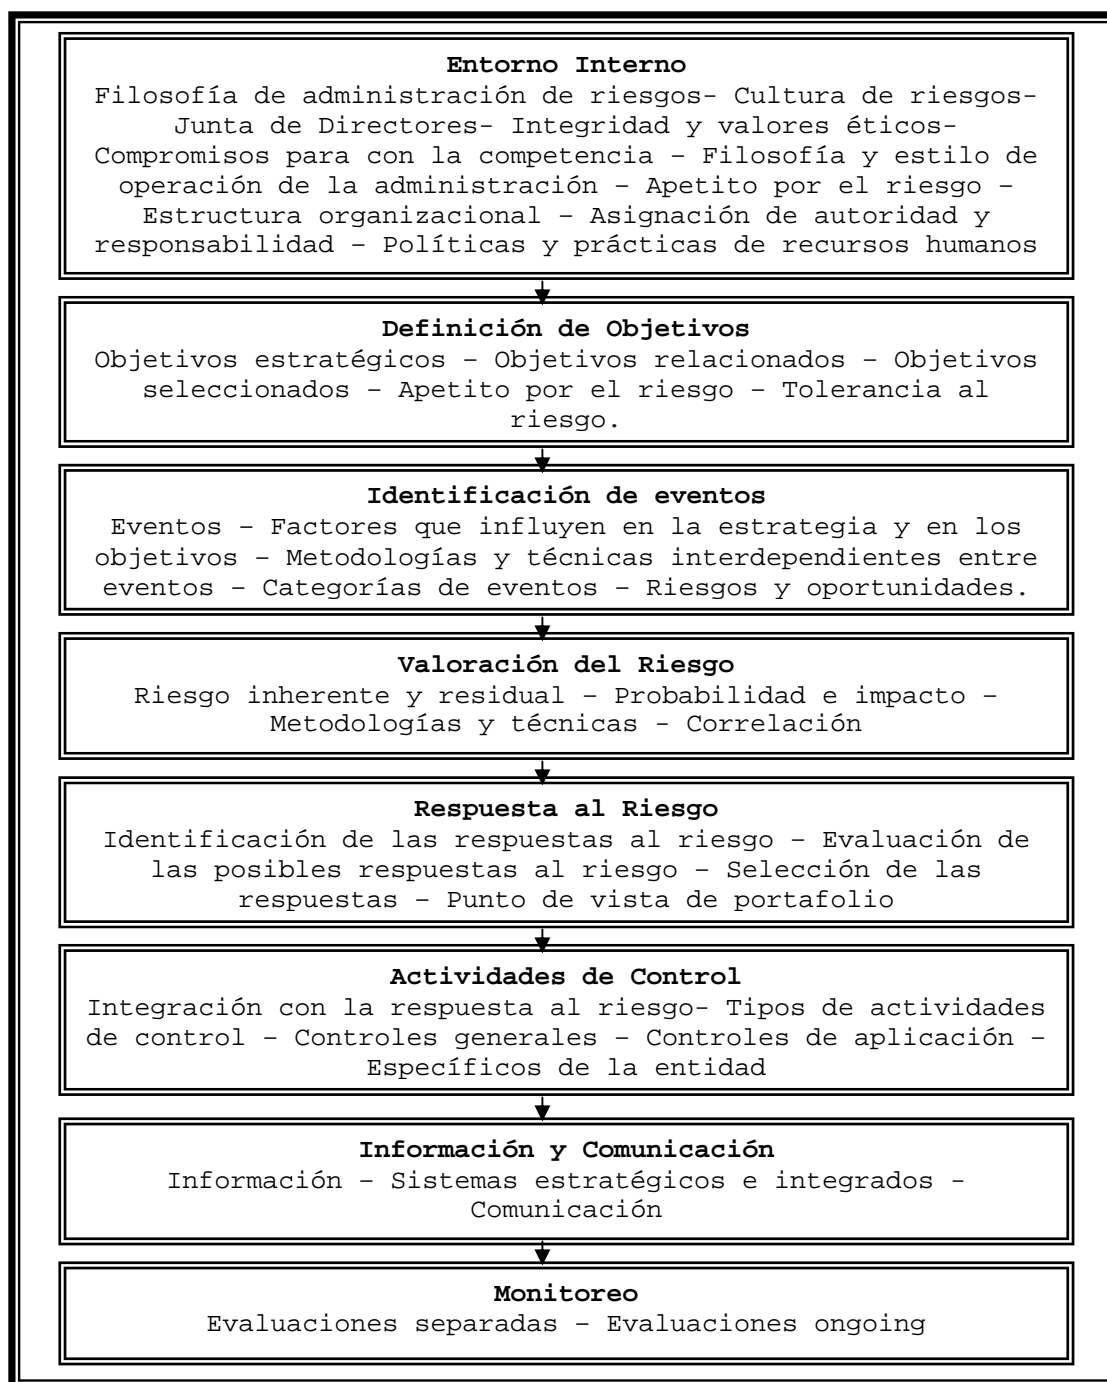 Entorno Interno
Filosofía de administración de riesgos- Cultura de riesgos-
Junta de Directores- Integridad y valores éticos-
Compromisos para con la competencia – Filosofía y estilo de
operación de la administración – Apetito por el riesgo –
Estructura organizacional – Asignación de autoridad y
responsabilidad – Políticas y prácticas de recursos humanos
Definición de Objetivos
Objetivos estratégicos – Objetivos relacionados – Objetivos
seleccionados – Apetito por el riesgo – Tolerancia al
riesgo.
Identificación de eventos
Eventos – Factores que influyen en la estrategia y en los
objetivos – Metodologías y técnicas interdependientes entre
eventos – Categorías de eventos – Riesgos y oportunidades.
Valoración del Riesgo
Riesgo inherente y residual – Probabilidad e impacto –
Metodologías y técnicas - Correlación
Respuesta al Riesgo
Identificación de las respuestas al riesgo – Evaluación de
las posibles respuestas al riesgo – Selección de las
respuestas – Punto de vista de portafolio
Actividades de Control
Integración con la respuesta al riesgo- Tipos de actividades
de control – Controles generales – Controles de aplicación –
Específicos de la entidad
Información y Comunicación
Información – Sistemas estratégicos e integrados -
Comunicación
Monitoreo
Evaluaciones separadas – Evaluaciones ongoing